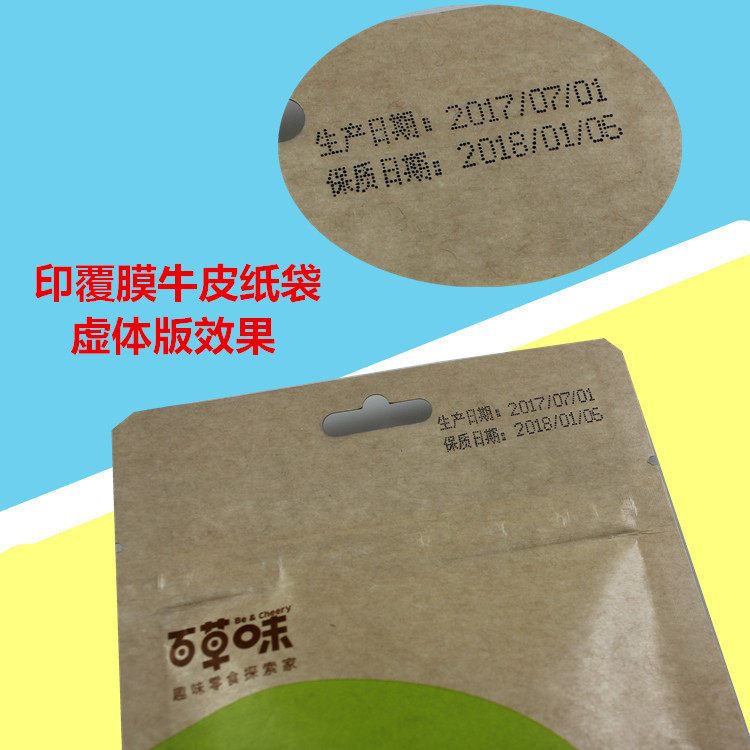 生产日期：2017/07/01
保质日期：2018/01/05
印覆膜牛皮纸袋
虚体版效果
生产日期：2017/07/01
保质日期：2018/01/05
Be & Cheery
百草味
趣味零食探索家